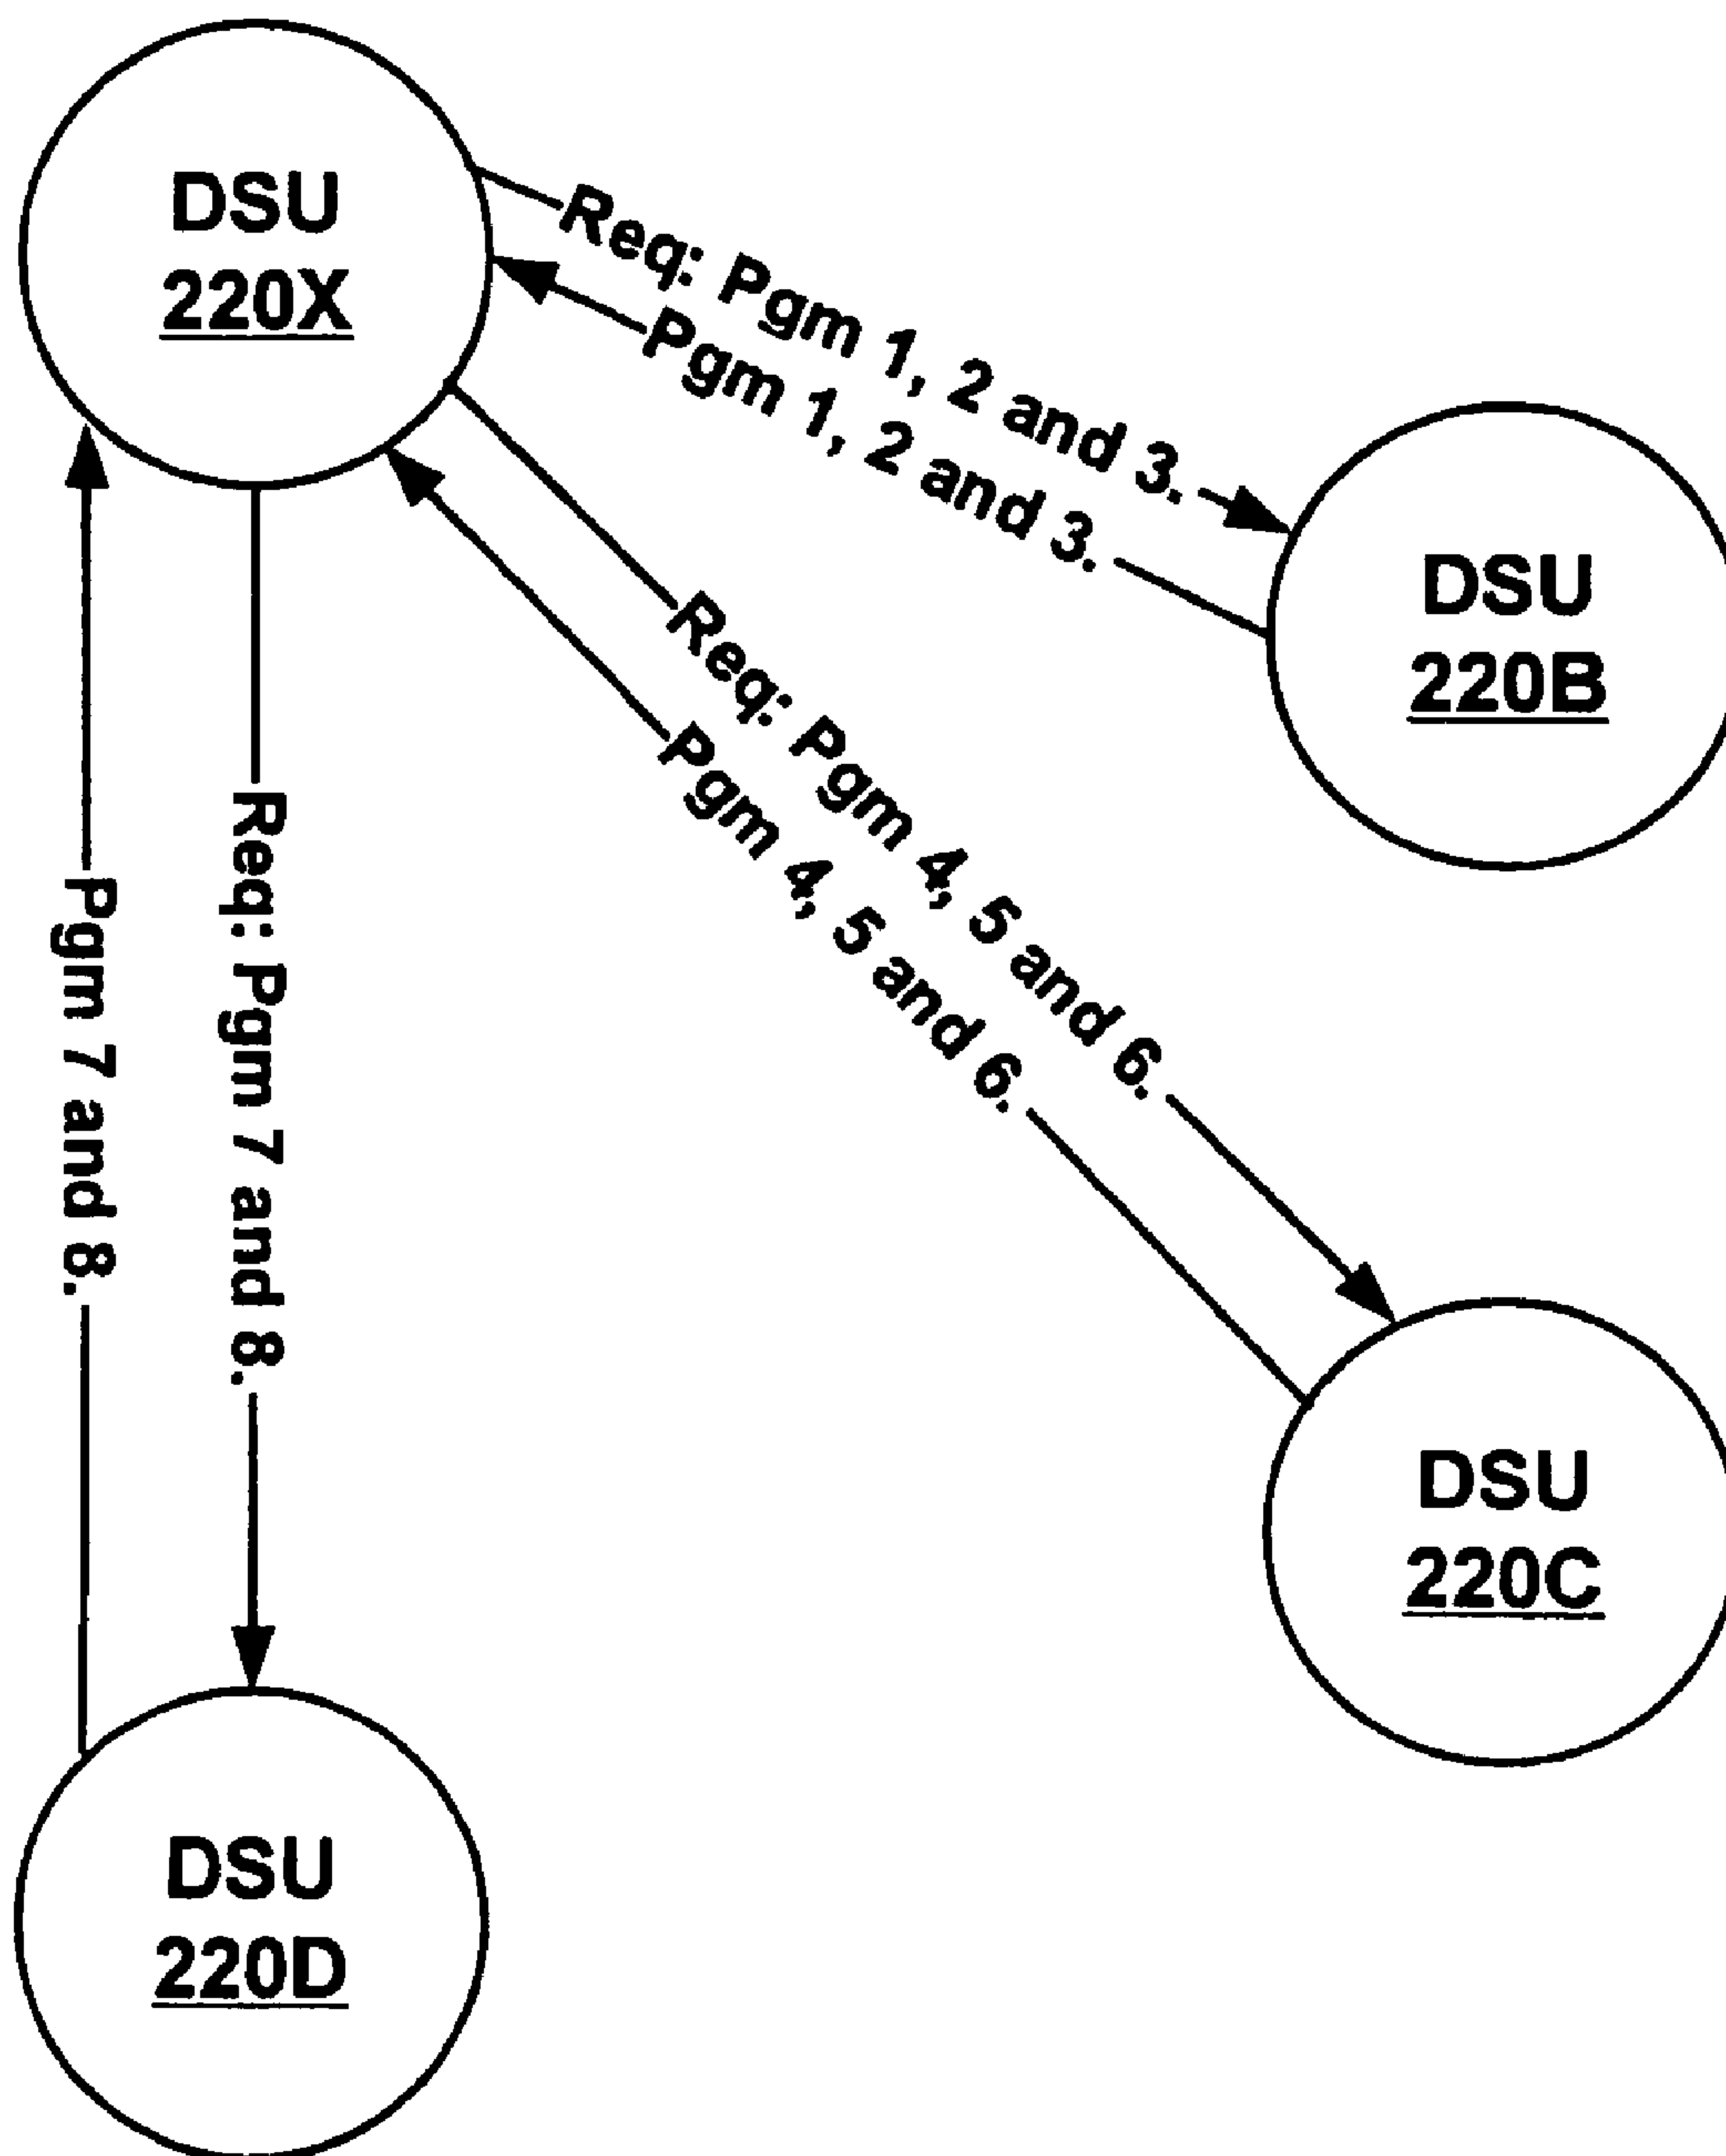 DSU
220X
Req: Pgm 1, 2 and 3.
Pgm 1, 2 and 3.
DSU
220B
Req: Pgm 4, 5 and 6.
Pgm 4, 5 and 6.
Req: Pgm 7 and 8.
Pgm 7 and 8.
DSU
220C
DSU
220D